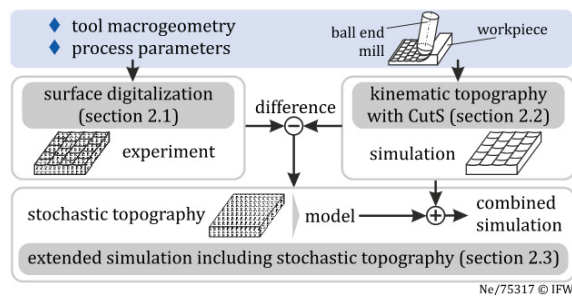 tool macrogeometry
process parameters
ball end
mill
workpiece
surface digitalization
(section 2.1)
difference
kinematic topography
with CutS (section 2.2)
experiment
simulation
stochastic topography
model
combined
simulation
extended simulation including stochastic topography (section 2.3)
Ne/75317 © IFW